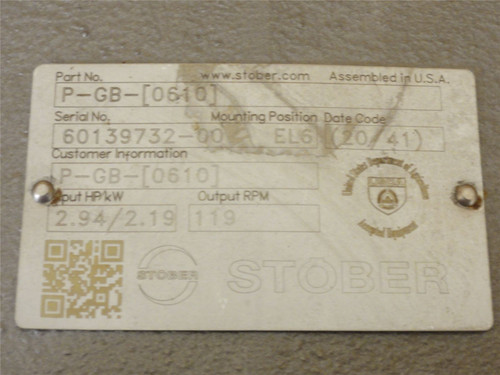 Part No. www.stober.com Assembled in U.S.A.
P-GB-[0610]
Serial No. Mounting Position Date Code
60139732-00 EL6 (20/41)
Customer Information
P-GB-[0610]
Input HP/kW Output RPM
2.94/2.19 119
United States Department of Agriculture
Accepted Equipment
STOBER STOBER